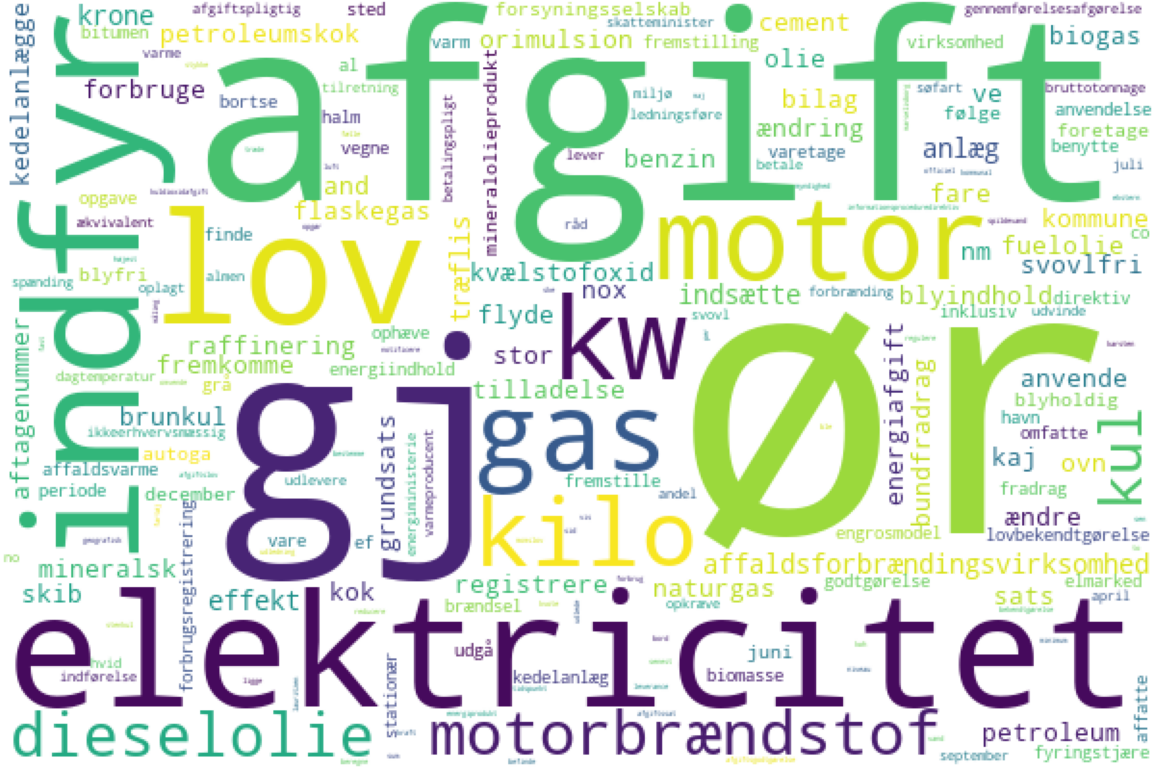 afgiftspligtig
sted
forsyningsselskab
skatteminister
gennemførelsesafgørelse
krone
bitumen
petroleumskok
varm
orimulsion
fremstilling
cement
virksomhed
biogas
varme
al
olie
kedelanlægge
indfyr
afgift
forbruge
tilretning
bortse
halm
vegne
betalingspligt
mineralolieprodukt
miljø
ledningsføre
bilag
søfart
ve
bruttotonnage
følge
anvendelse
ændring
foretage
lever
benzin
varetage
betale
anlæg
benytte
juli
opgave
and
flaskegas
fare
ækvivalent
råd
kommune
co
finde
lov
motor
nm
fuelolie
træflis
blyfri
almen
kvælstofoxid
svovlfri
spænding
oplagt
nox
indsætte
forbrænding
blyindhold
direktiv
flyde
kw
svovl
inklusiv
udvinde
ophæve
raffinering
stor
ør
aftagenummer
fremkomme
energiindhold
dagtemperatur
grå
tilladelse
energiafgift
bundfradrag
anvende
blyholdig
brunkul
gj
gas
havn
kul
ikkeerhvervsmæssig
grundsats
energiministerie
varmeproducent
omfatte
autoga
kaj
ovn
affaldsvarme
udlevere
fremstille
periode
december
andel
fradrag
kilo
ændre
forbrugsregistrering
vare
ef
engrosmodel
lovbekendtgørelse
no
mineralsk
affaldsforbrændingsvirksomhed
registrere
naturgas
godtgørelse
elmarked
skib
effekt
kok
brændsel
opkræve
sats
april
elektricitet
hvid
indførelse
udgå
kedelanlæg
juni
biomasse
dieselolie
stationær
motorbrændstof
petroleum
affatte
september
fyringstjære